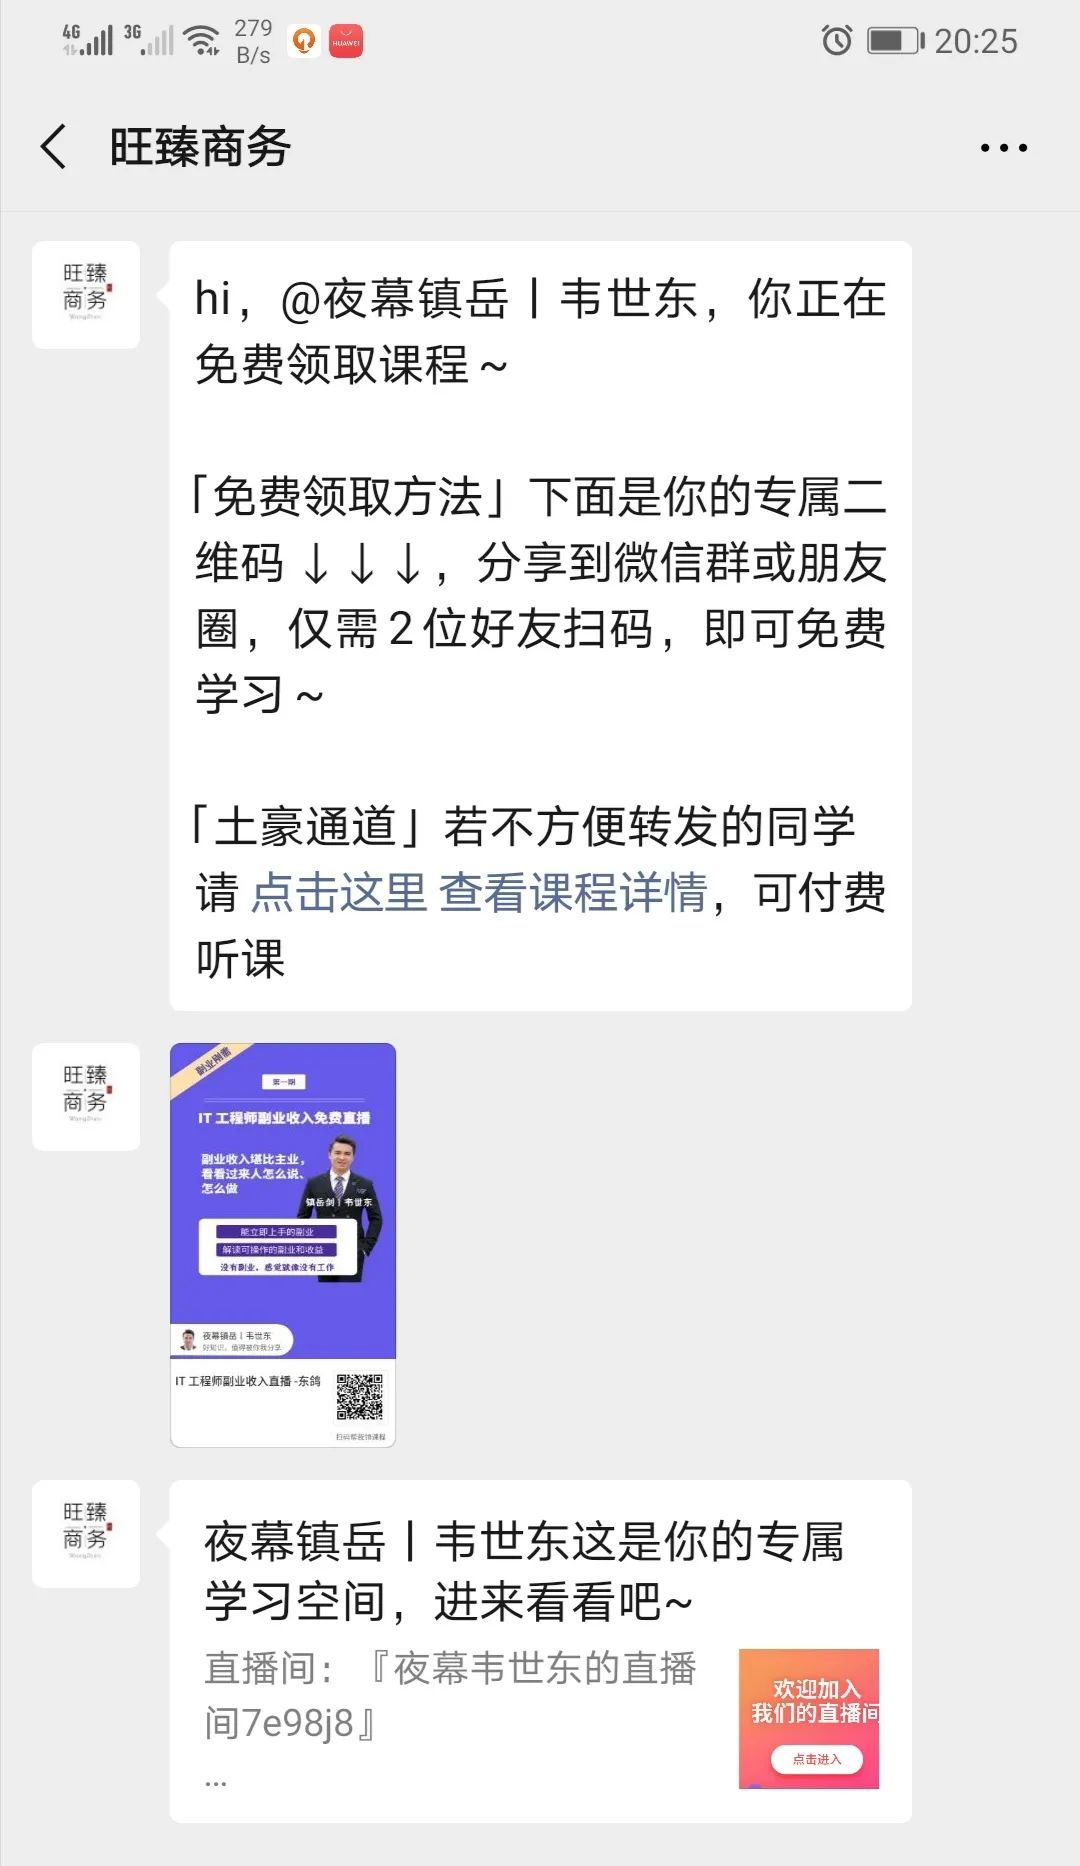 4G 3G 279 B/s HUAWEI 20:25
旺臻商务
旺臻
商务
WangZhen
hi，@夜幕镇岳丨韦世东，你正在
免费领取课程～
「免费领取方法」下面是你的专属二
维码↓↓↓，分享到微信群或朋友
圈，仅需2位好友扫码，即可免费
学习～
「土豪通道」若不方便转发的同学
请 点击这里 查看课程详情，可付费
听课
旺臻
商务
WangZhen
副业刚需
第一期
IT 工程师副业收入免费直播
副业收入堪比主业，
看看过来人怎么说、
怎么做
镇岳剑丨韦世东
能立即上手的副业
解读可操作的副业和收益
没有副业，感觉就像没有工作
夜幕镇岳丨韦世东
好知识，值得被你我分享
IT 工程师副业收入直播-东鸽
扫码帮我领课程
旺臻
商务
WangZhen
夜幕镇岳丨韦世东这是你的专属
学习空间，进来看看吧~
直播间：『夜幕韦世东的直播
间7e98j8』
...
欢迎加入
我们的直播间
点击进入